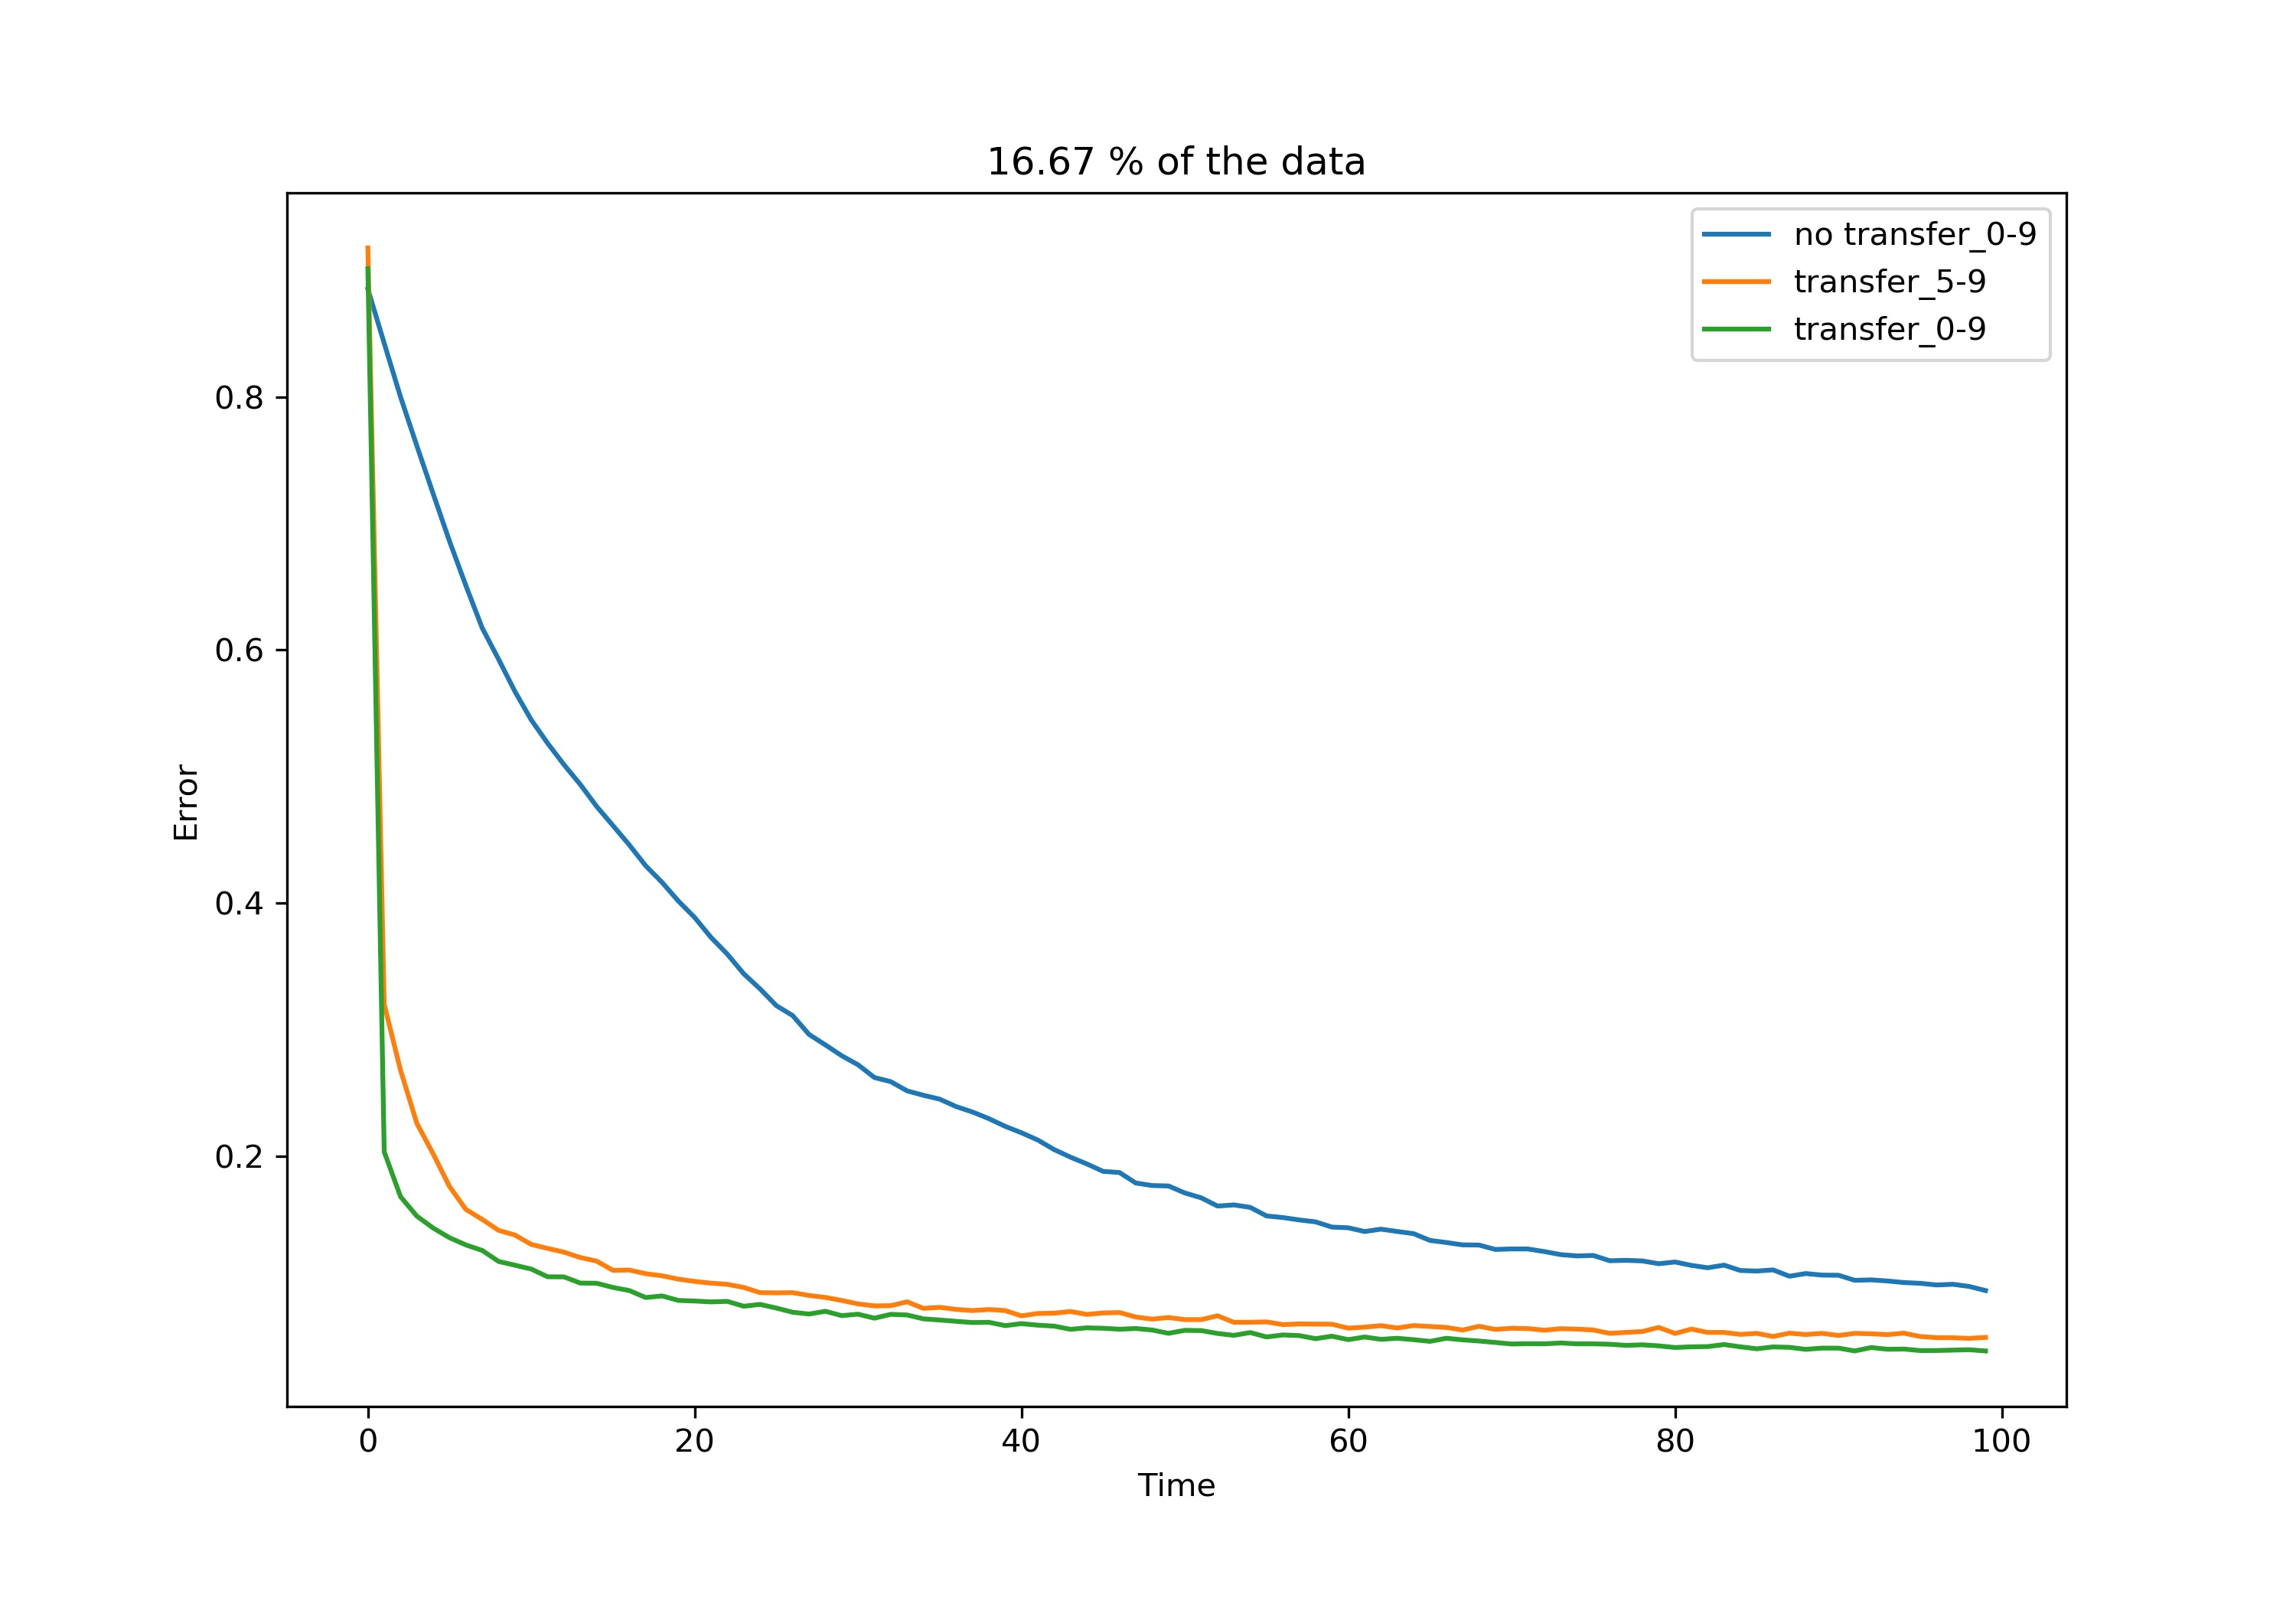 16.67 % of the data
no transfer_0-9
transfer_5-9
transfer_0-9
0.8
0.6
0.4
0.2
Error
0 20 40 60 80 100
Time